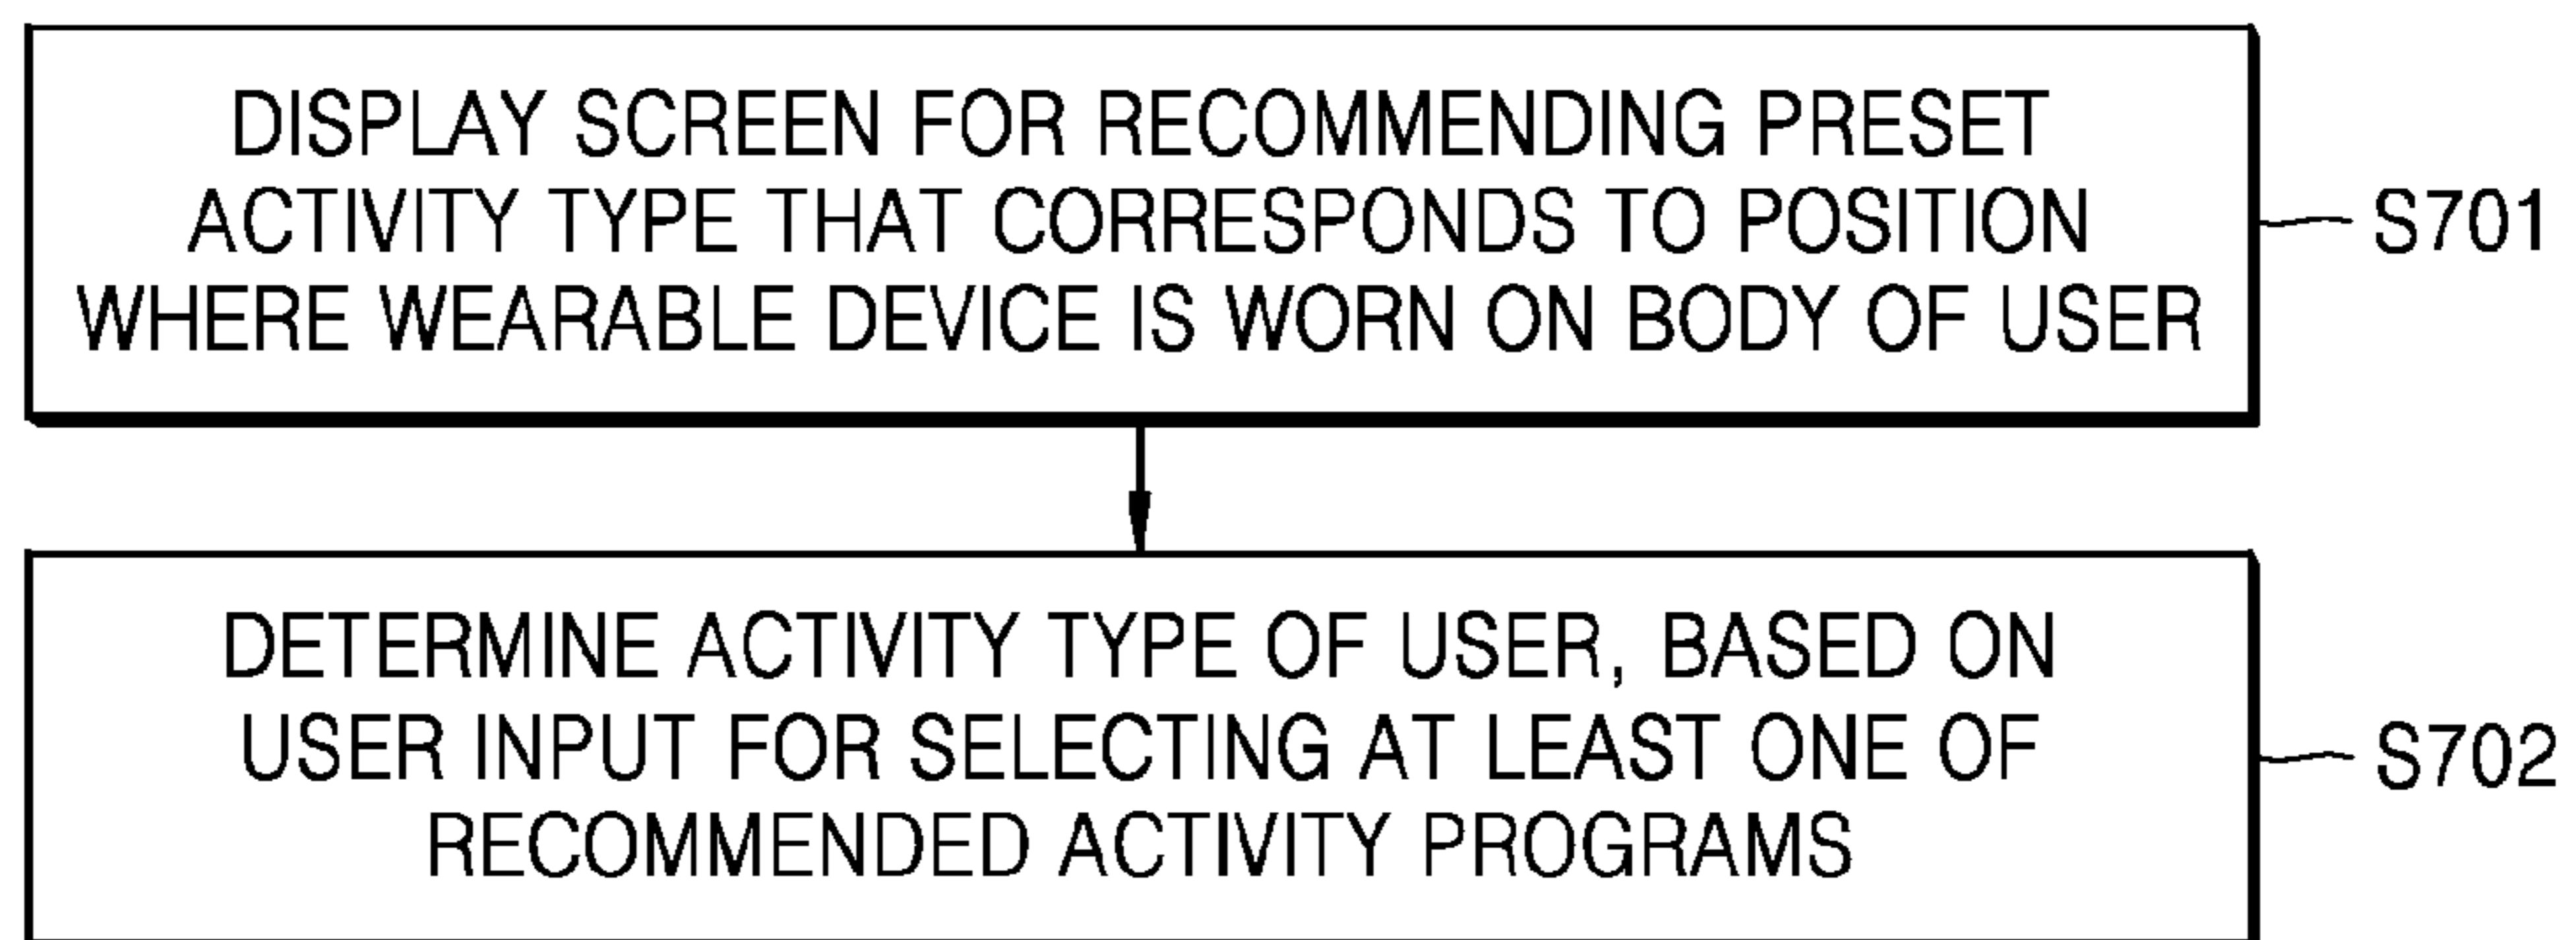 DISPLAY SCREEN FOR RECOMMENDING PRESET
ACTIVITY TYPE THAT CORRESPONDS TO POSITION
WHERE WEARABLE DEVICE IS WORN ON BODY OF USER
S701
DETERMINE ACTIVITY TYPE OF USER, BASED ON
USER INPUT FOR SELECTING AT LEAST ONE OF
RECOMMENDED ACTIVITY PROGRAMS
S702